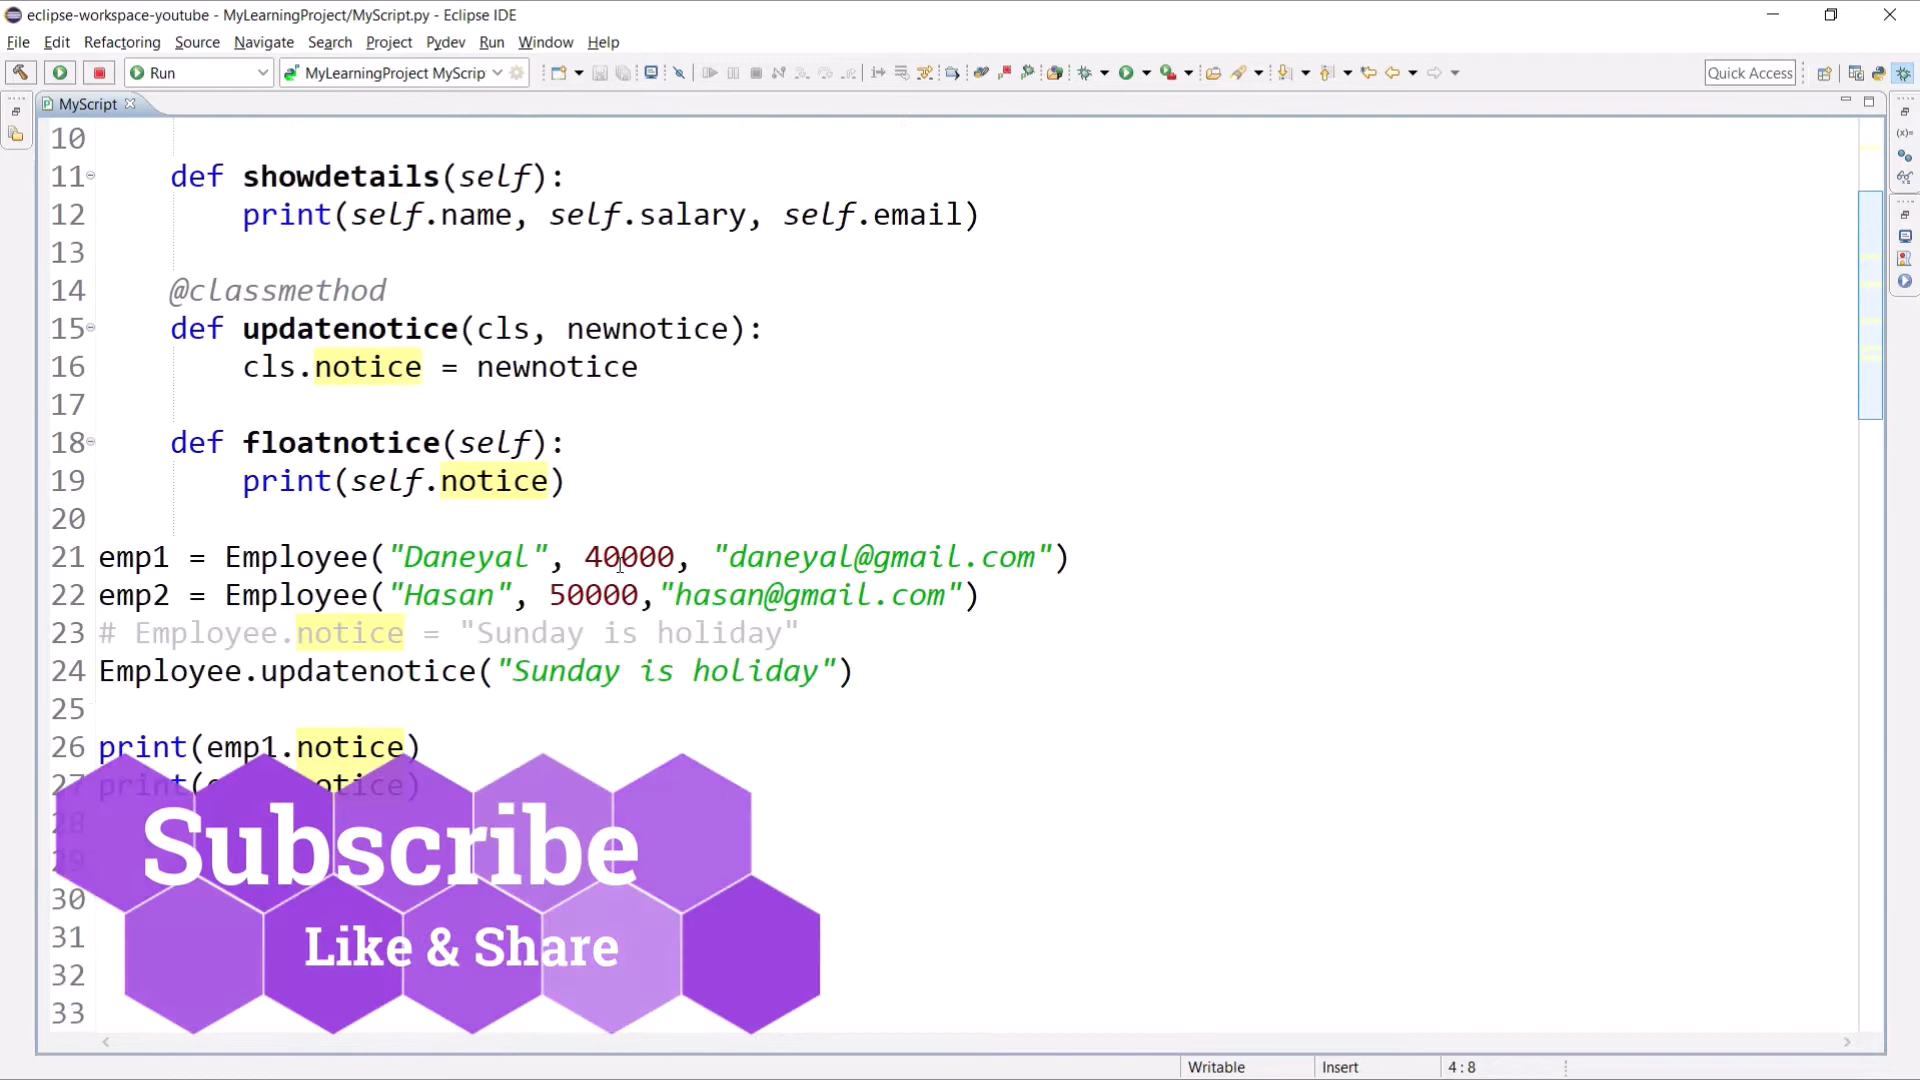 eclipse-workspace-youtube - MyLearningProject/MyScript.py - Eclipse IDE
File Edit Refactoring Source Navigate Search Project Pydev Run Window Help
Run MyLearningProject MyScrip Quick Access
MyScript
10
11 def showdetails(self):
12 print(self.name, self.salary, self.email)
13
14 @classmethod
15 def updatenotice(cls, newnotice):
16 cls.notice = newnotice
17
18 def floatnotice(self):
19 print(self.notice)
20
21 emp1 = Employee("Daneyal", 40000, "daneyal@gmail.com")
22 emp2 = Employee("Hasan", 50000,"hasan@gmail.com")
23 # Employee.notice = "Sunday is holiday"
24 Employee.updatenotice("Sunday is holiday")
25
26 print(emp1.notice)
27 print( notice)
28
29
30
31
32
33
Subscribe
Like & Share
Writable Insert 4 : 8